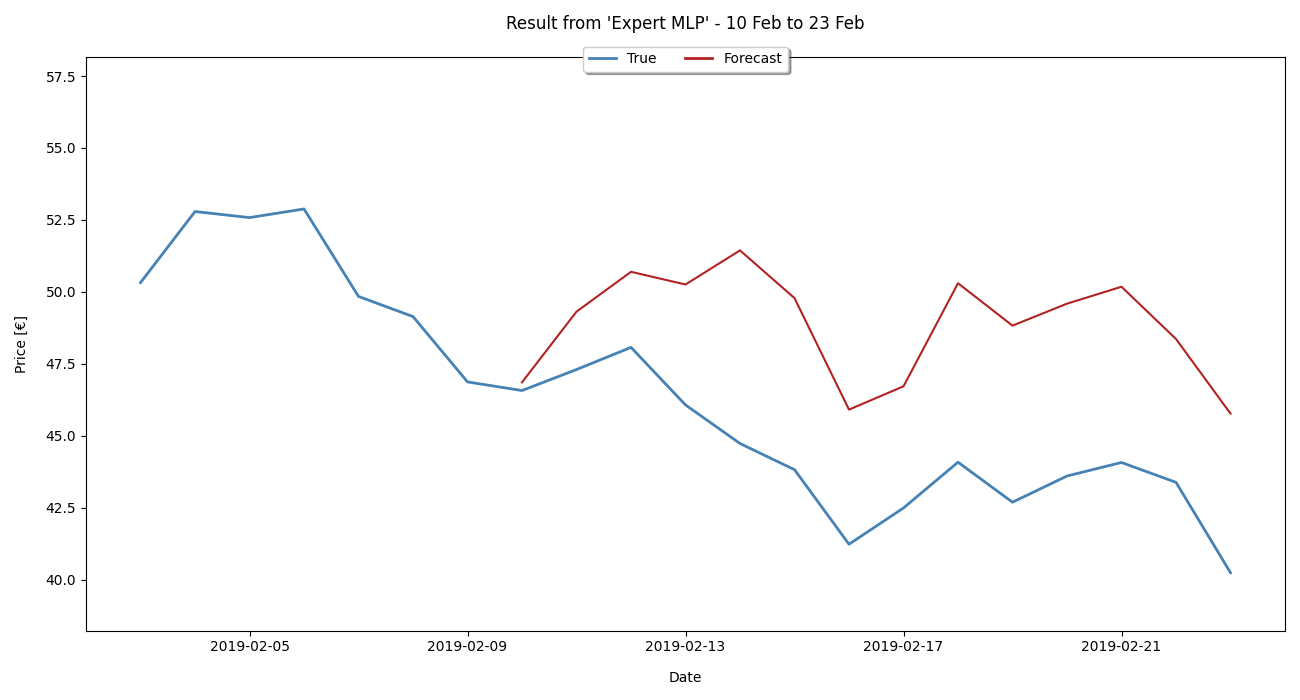 Result from 'Expert MLP' - 10 Feb to 23 Feb
True Forecast
57.5
55.0
52.5
50.0
47.5
45.0
42.5
40.0
Price [€]
2019-02-05 2019-02-09 2019-02-13 2019-02-17 2019-02-21
Date